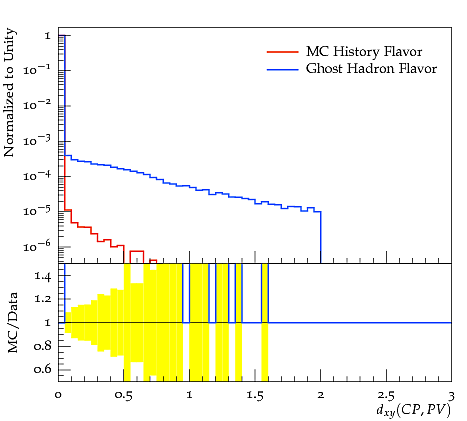 Normalized to Unity
1
10⁻¹
10⁻²
10⁻³
10⁻⁴
10⁻⁵
10⁻⁶
MC History Flavor
Ghost Hadron Flavor
MC/Data
1.4
1.2
1
0.8
0.6
0 0.5 1 1.5 2 2.5 3
d_xy(CP, PV)